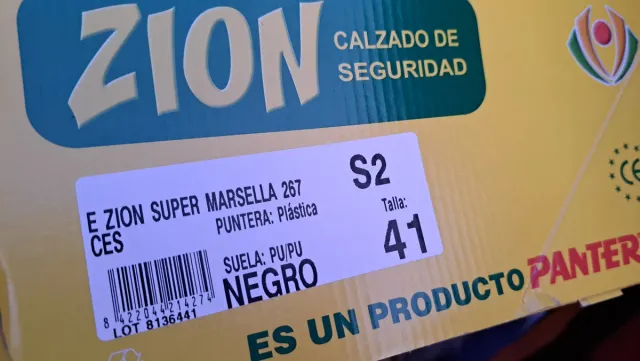 ZION
CALZADO DE
SEGURIDAD
E ZION SUPER MARSELLA 267
CES
S2
PUNTERA: Plástica
Talla:
41
SUELA: PU/PU
NEGRO
8 422044 214274
LOT 8136441
CE
ES UN PRODUCTO PANTER